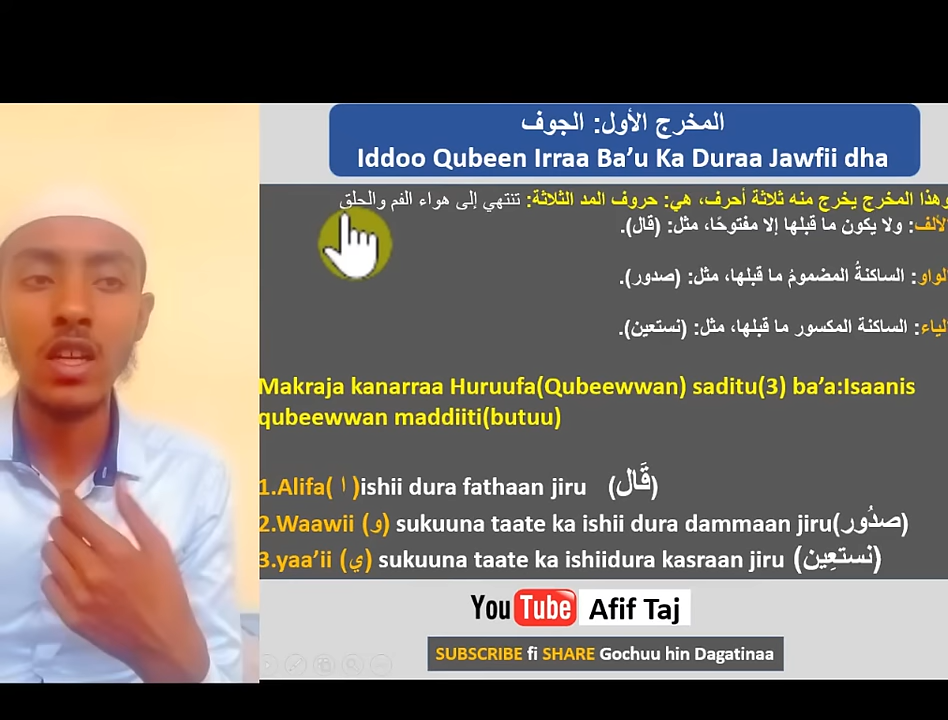 المخرج الأول: الجوف
Iddoo Qubeen Irraa Ba’u Ka Duraa Jawfii dha
وهذا المخرج يخرج منه ثلاثة أحرف، هي: حروف المد الثلاثة: تنتهي إلى هواء الفم والحلق
الألف: ولا يكون ما قبلها إلا مفتوحًا، مثل: (قال).
الواو: الساكنةُ المضمومُ ما قبلها، مثل: (صدور).
الياء: الساكنة المكسور ما قبلها، مثل: (نستعين).
Makraja kanarraa Huruufa(Qubeewwan) saditu(3) ba’a:Isaanis
qubeewwan maddiiti(butuu)
1.Alifa( ا )ishii dura fathaan jiru (قَال)
2.Waawii (و) sukuuna taate ka ishii dura dammaan jiru(صدُور)
3.yaa’ii (ي) sukuuna taate ka ishiidura kasraan jiru (نستعِين)
YouTube Afif Taj
SUBSCRIBE fi SHARE Gochuu hin Dagatinaa